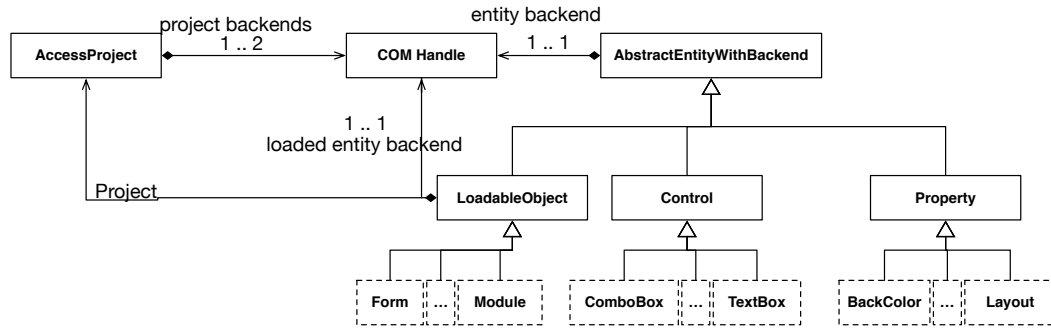 project backends
1 .. 2
entity backend
1 .. 1
AccessProject
COM Handle
AbstractEntityWithBackend
1 .. 1
loaded entity backend
Project
LoadableObject
Control
Property
Form
...
Module
ComboBox
...
TextBox
BackColor
...
Layout